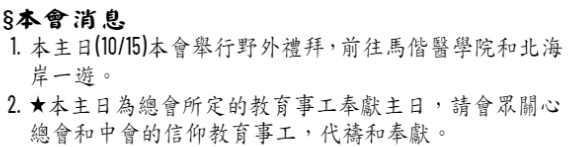 §本會消息
1. 本主日(10/15)本會舉行野外禮拜，前往馬偕醫學院和北海
岸一遊。
2. ★本主日為總會所定的教育事工奉獻主日，請會眾關心
總會和中會的信仰教育事工，代禱和奉獻。